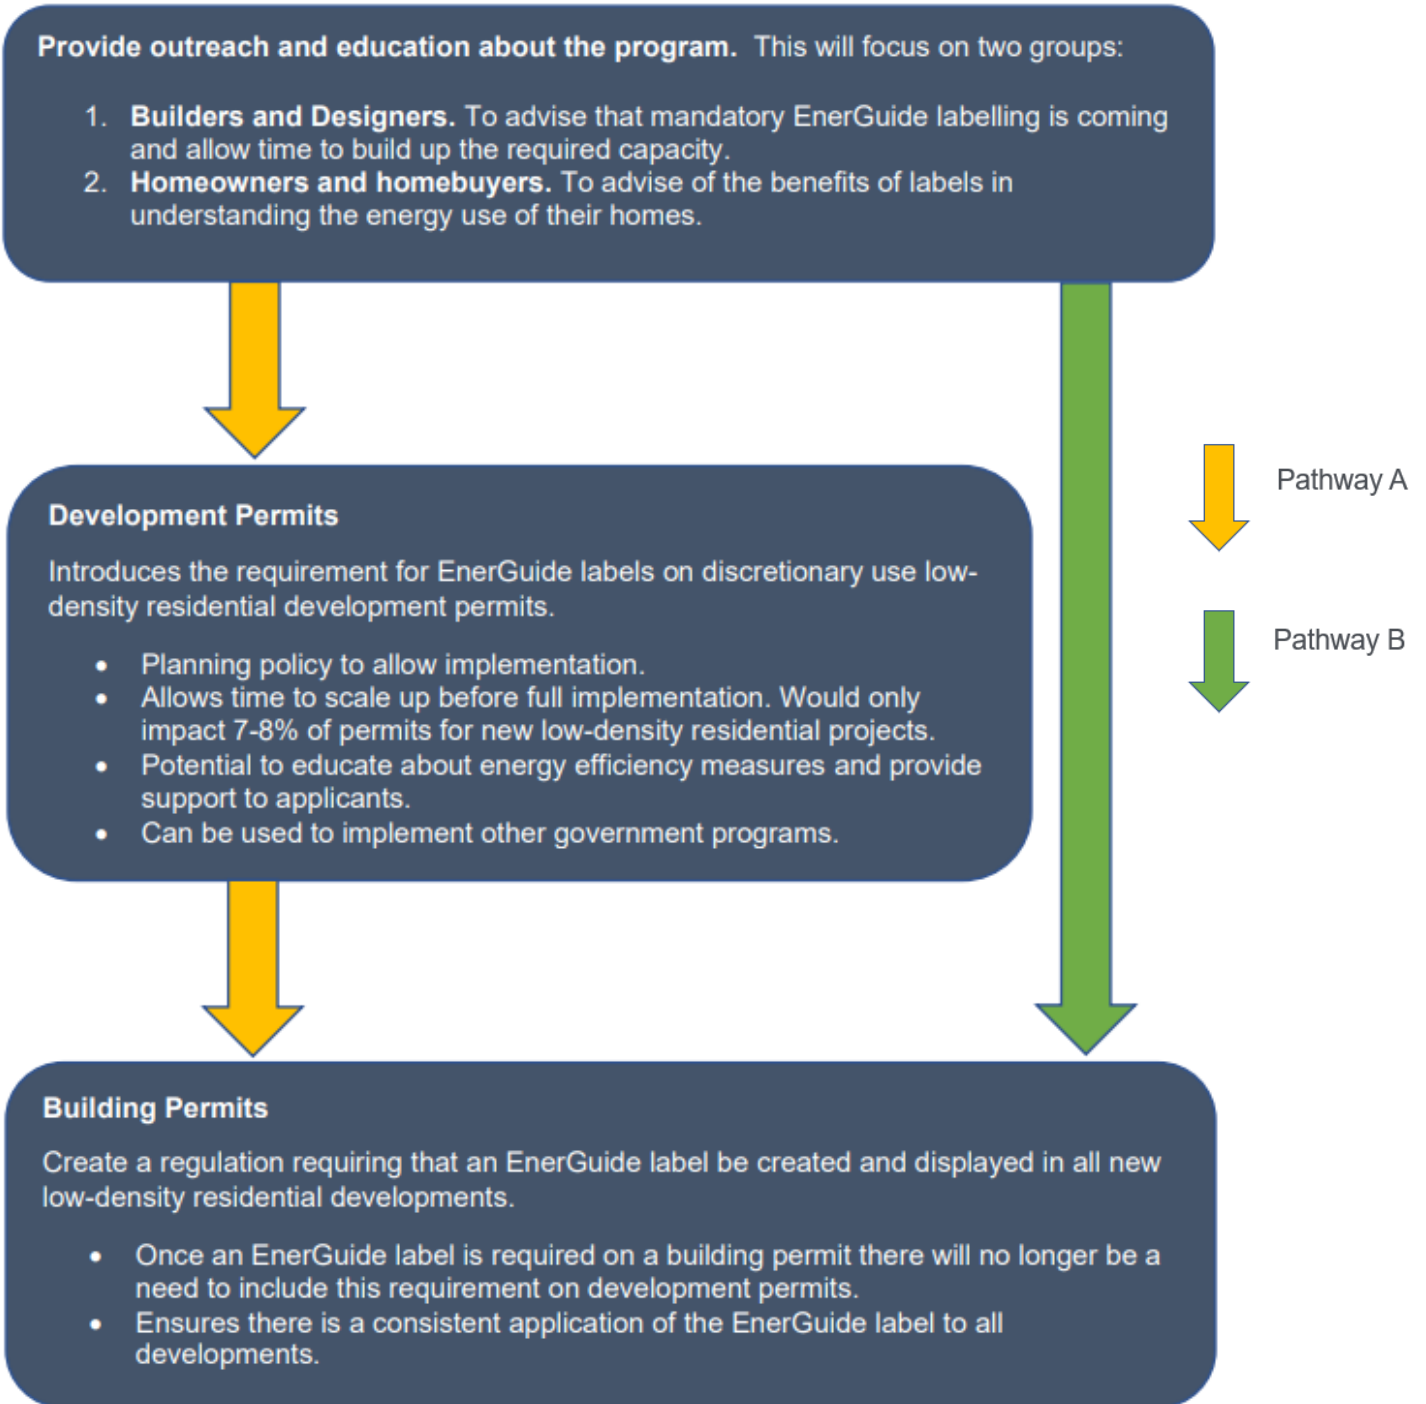 Provide outreach and education about the program. This will focus on two groups:
1. Builders and Designers. To advise that mandatory EnerGuide labelling is coming
and allow time to build up the required capacity.
2. Homeowners and homebuyers. To advise of the benefits of labels in
understanding the energy use of their homes.
Development Permits
Introduces the requirement for EnerGuide labels on discretionary use low-
density residential development permits.
• Planning policy to allow implementation.
• Allows time to scale up before full implementation. Would only
impact 7-8% of permits for new low-density residential projects.
• Potential to educate about energy efficiency measures and provide
support to applicants.
• Can be used to implement other government programs.
Pathway A
Pathway B
Building Permits
Create a regulation requiring that an EnerGuide label be created and displayed in all new
low-density residential developments.
• Once an EnerGuide label is required on a building permit there will no longer be a
need to include this requirement on development permits.
• Ensures there is a consistent application of the EnerGuide label to all
developments.